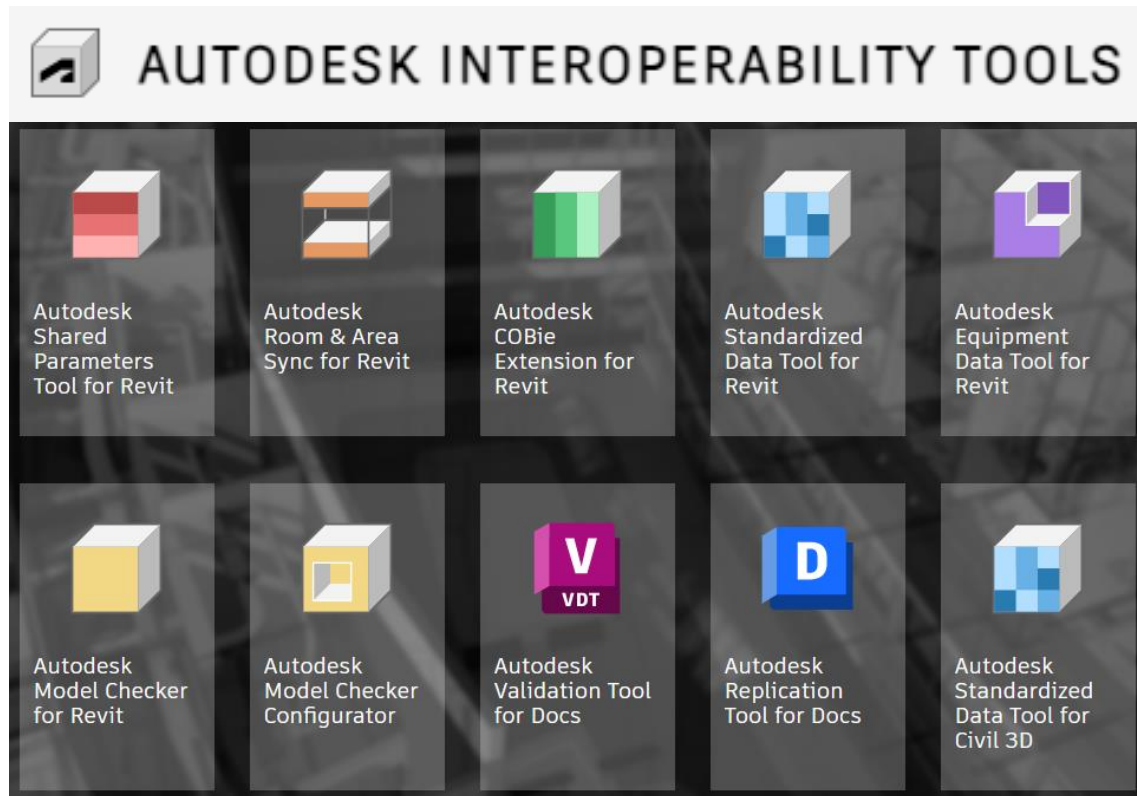 AUTODESK INTEROPERABILITY TOOLS
Autodesk
Shared
Parameters
Tool for Revit
Autodesk
Room & Area
Sync for Revit
Autodesk
COBie
Extension for
Revit
Autodesk
Standardized
Data Tool for
Revit
Autodesk
Equipment
Data Tool for
Revit
Autodesk
Model Checker
for Revit
Autodesk
Model Checker
Configurator
V
VDT
Autodesk
Validation Tool
for Docs
D
Autodesk
Replication
Tool for Docs
Autodesk
Standardized
Data Tool for
Civil 3D